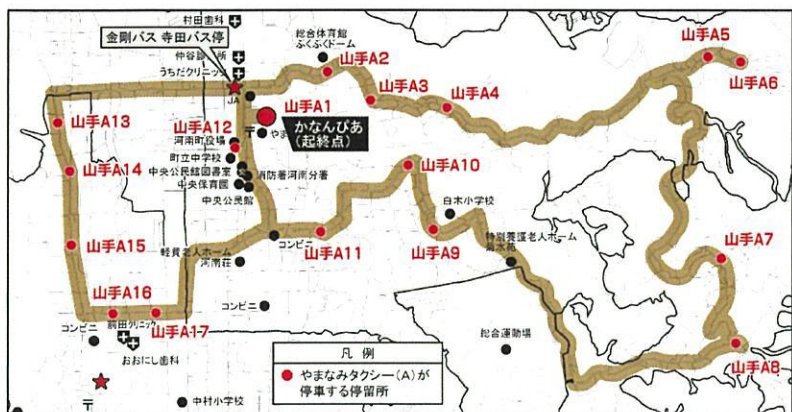 村田歯科
金剛バス 寺田バス停
仲谷診 所
うちだクリニック
総合体育館
ぷくぷくドーム
JA
山手A1
山手A2
山手A3
山手A4
山手A5
山手A6
山手A13
山手A12
かなんぴあ
(起終点)
〒
やま
河南町役場
町立中学校
中央公民館図書室
中央保育園
消防署河南分署
中央公民館
山手A14
山手A10
白木小学校
山手A15
コンビニ
山手A11
山手A9
特別養護老人ホーム
山手A7
軽費老人ホーム
河南荘
山手A16
山手A17
コンビニ
コンビニ
前田クリニック
おおにし歯科
総合運動場
山手A8
〒
中村小学校
凡例
やまなみタクシー(A)が
停車する停留所